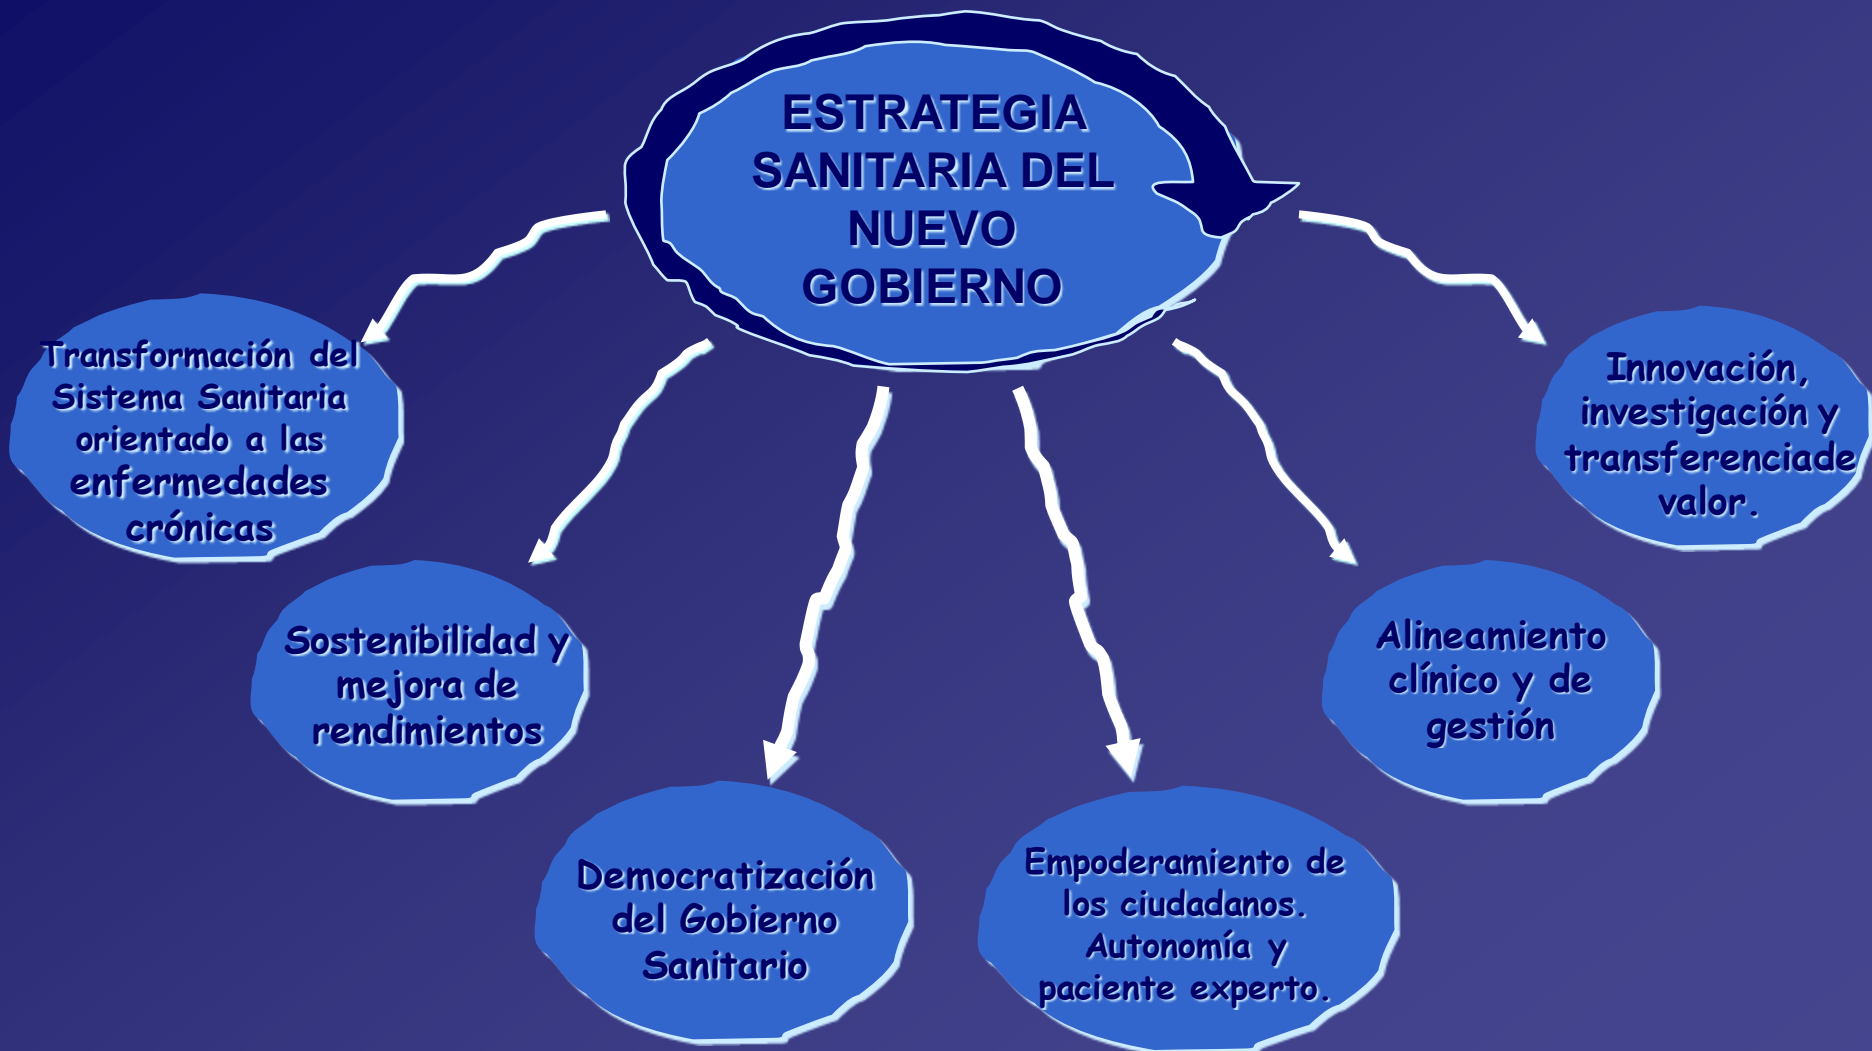 ESTRATEGIA
SANITARIA DEL
NUEVO
GOBIERNO
Transformación del
Sistema Sanitaria
orientado a las
enfermedades
crónicas
Sostenibilidad y
mejora de
rendimientos
Democratización
del Gobierno
Sanitario
Empoderamiento de
los ciudadanos.
Autonomía y
paciente experto.
Alineamiento
clínico y de
gestión
Innovación,
investigación y
transferenciade
valor.